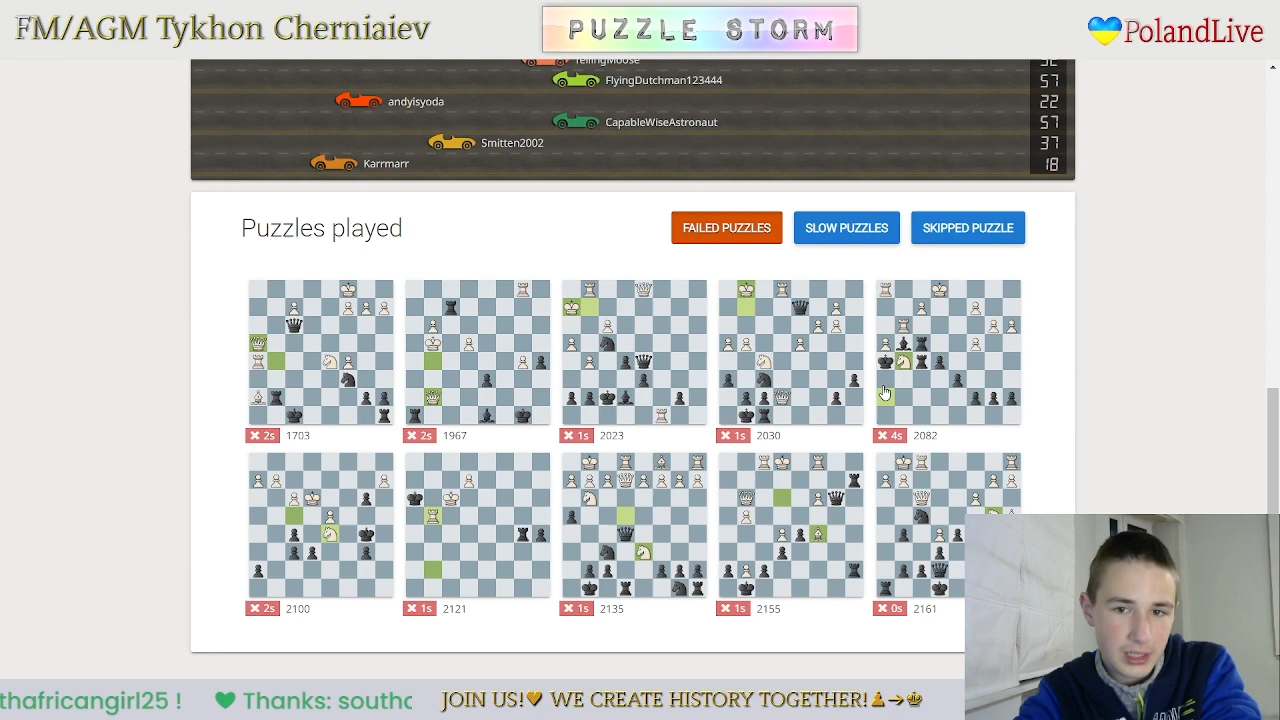 FM/AGM Tykhon Cherniaiev
PUZZLE STORM
PolandLive
YellingMoose
FlyingDutchman123444
57
andyisyoda
22
CapableWiseAstronaut
57
Smitten2002
37
Karrmarr
18
Puzzles played
FAILED PUZZLES
SLOW PUZZLES
SKIPPED PUZZLE
✖ 2s 1703
✖ 2s 1967
✖ 1s 2023
✖ 1s 2030
✖ 4s 2082
✖ 2s 2100
✖ 1s 2121
✖ 1s 2135
✖ 1s 2155
✖ 0s 2161
thafricangirl25 !
Thanks: southa
JOIN US!♥ WE CREATE HISTORY TOGETHER!♟→♚